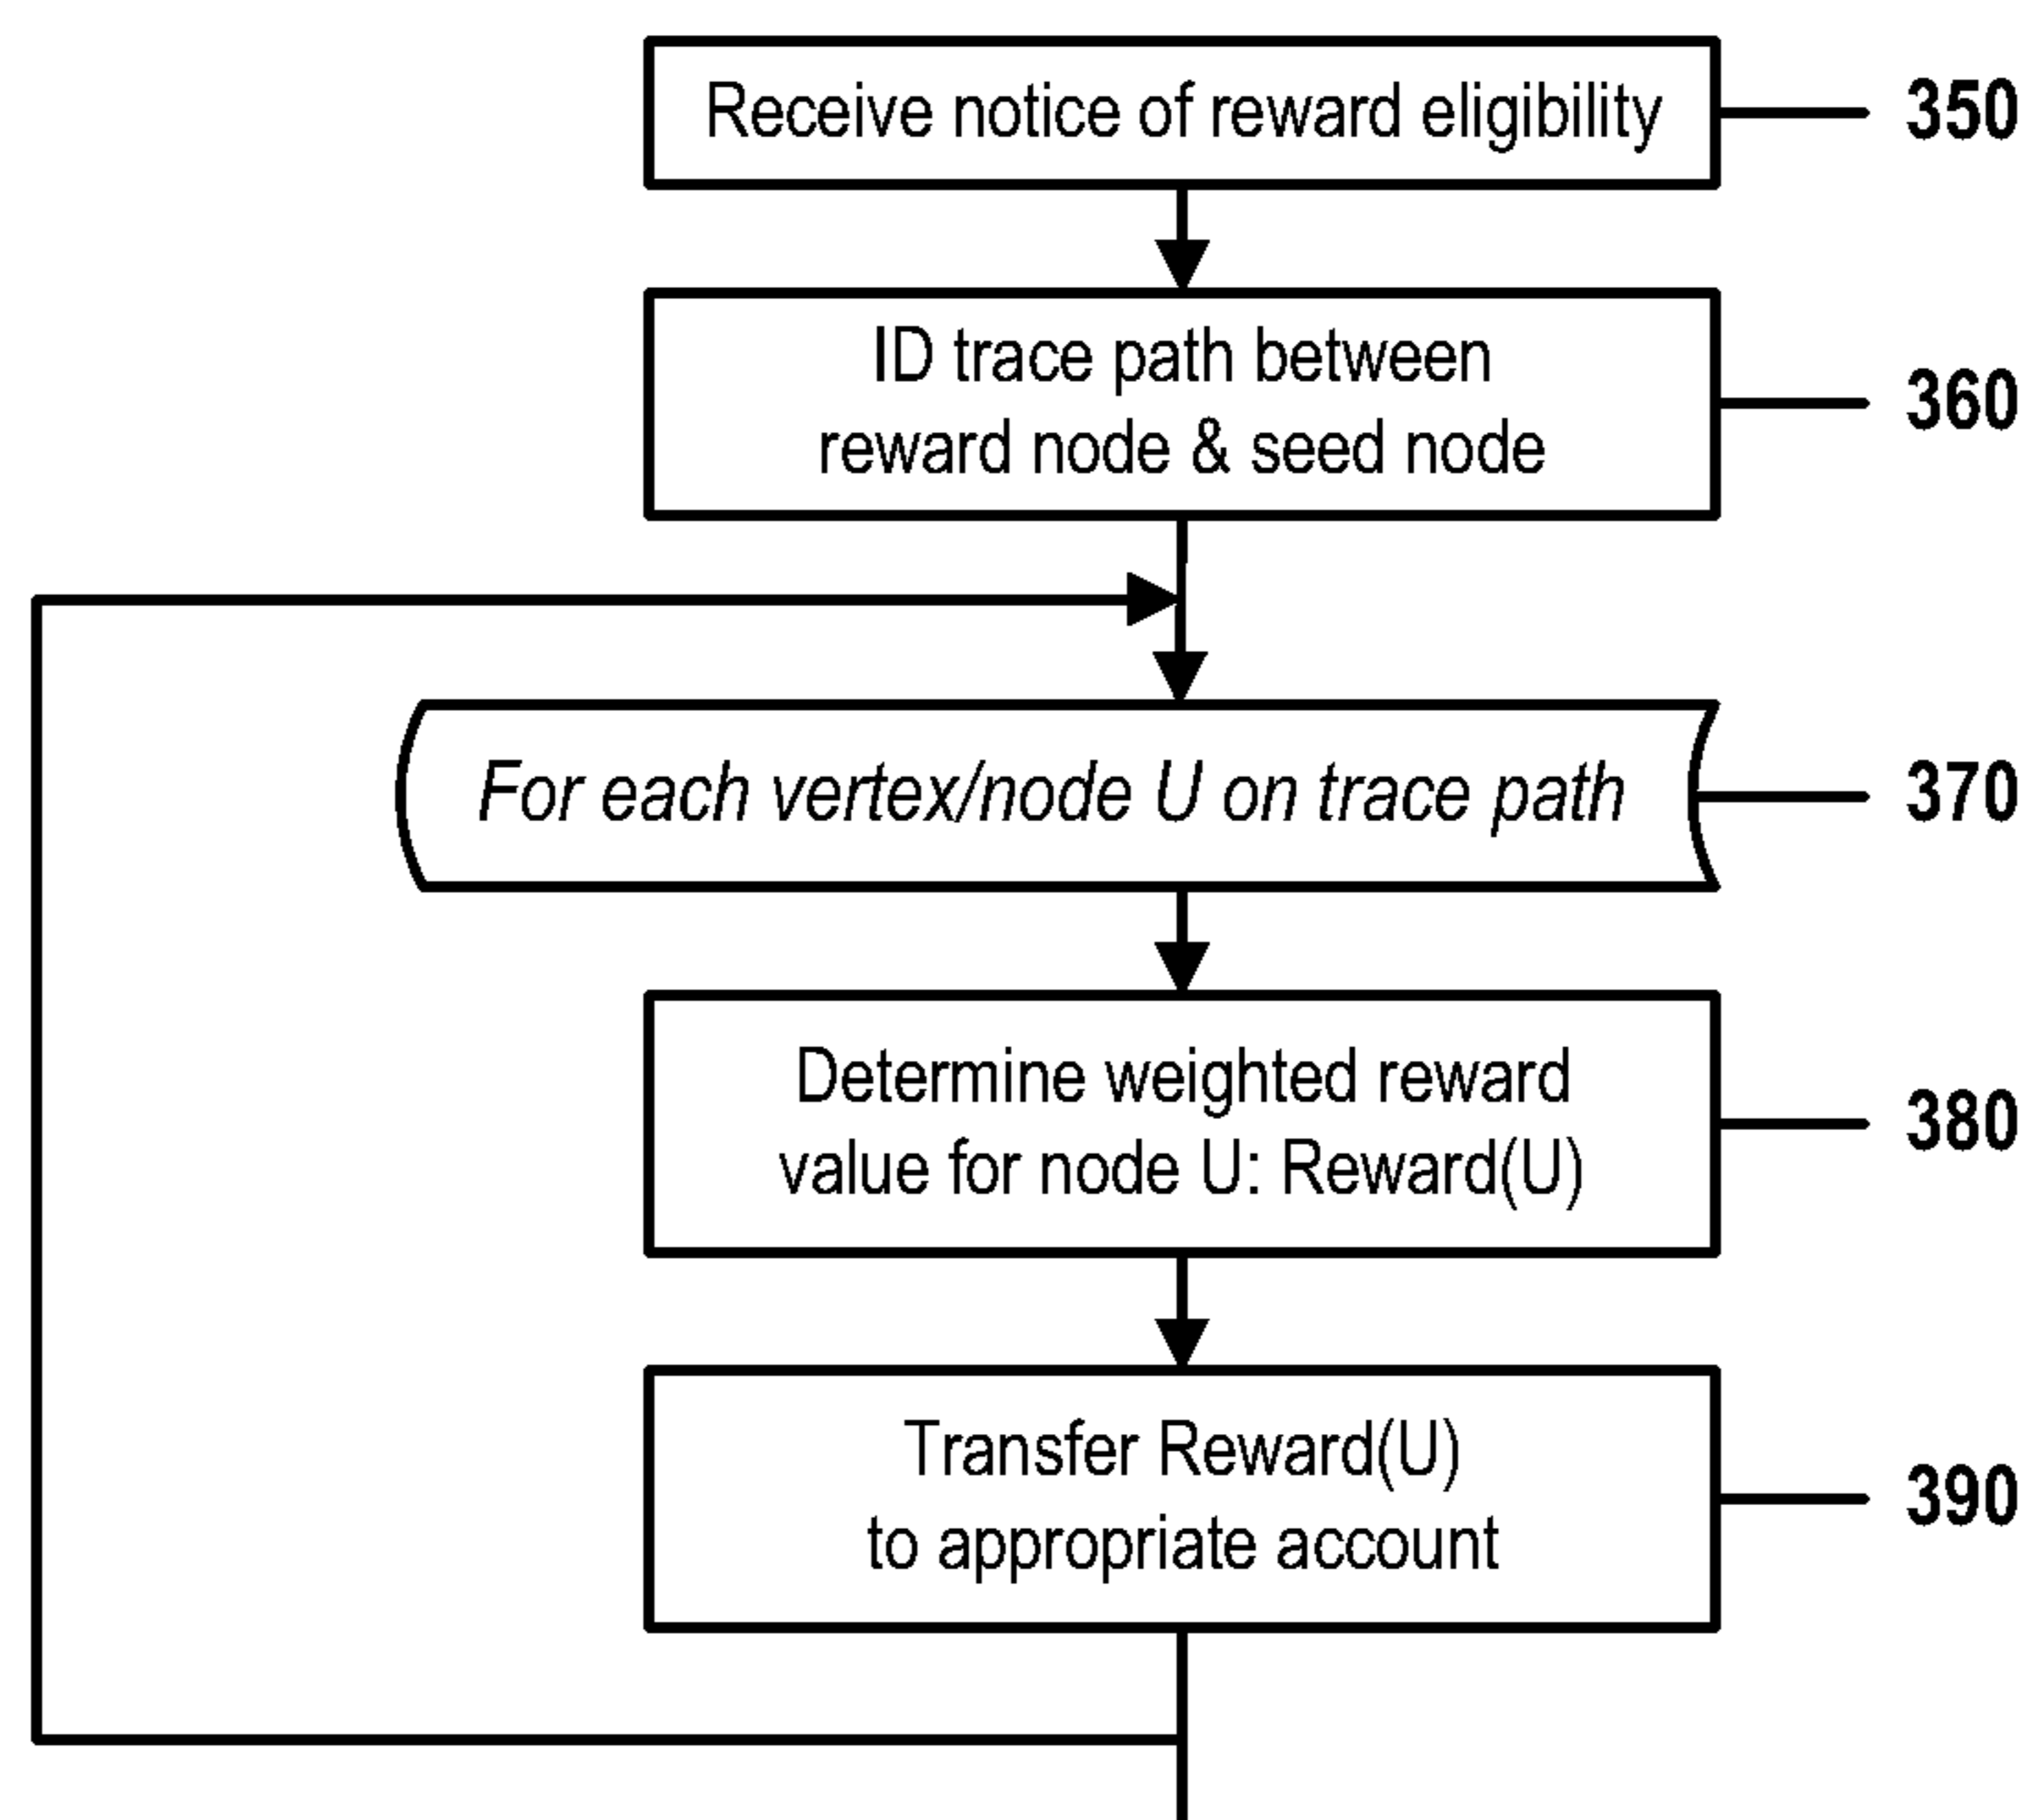 Receive notice of reward eligibility
350
ID trace path between
reward node & seed node
360
For each vertex/node U on trace path
370
Determine weighted reward
value for node U: Reward(U)
380
Transfer Reward(U)
to appropriate account
390